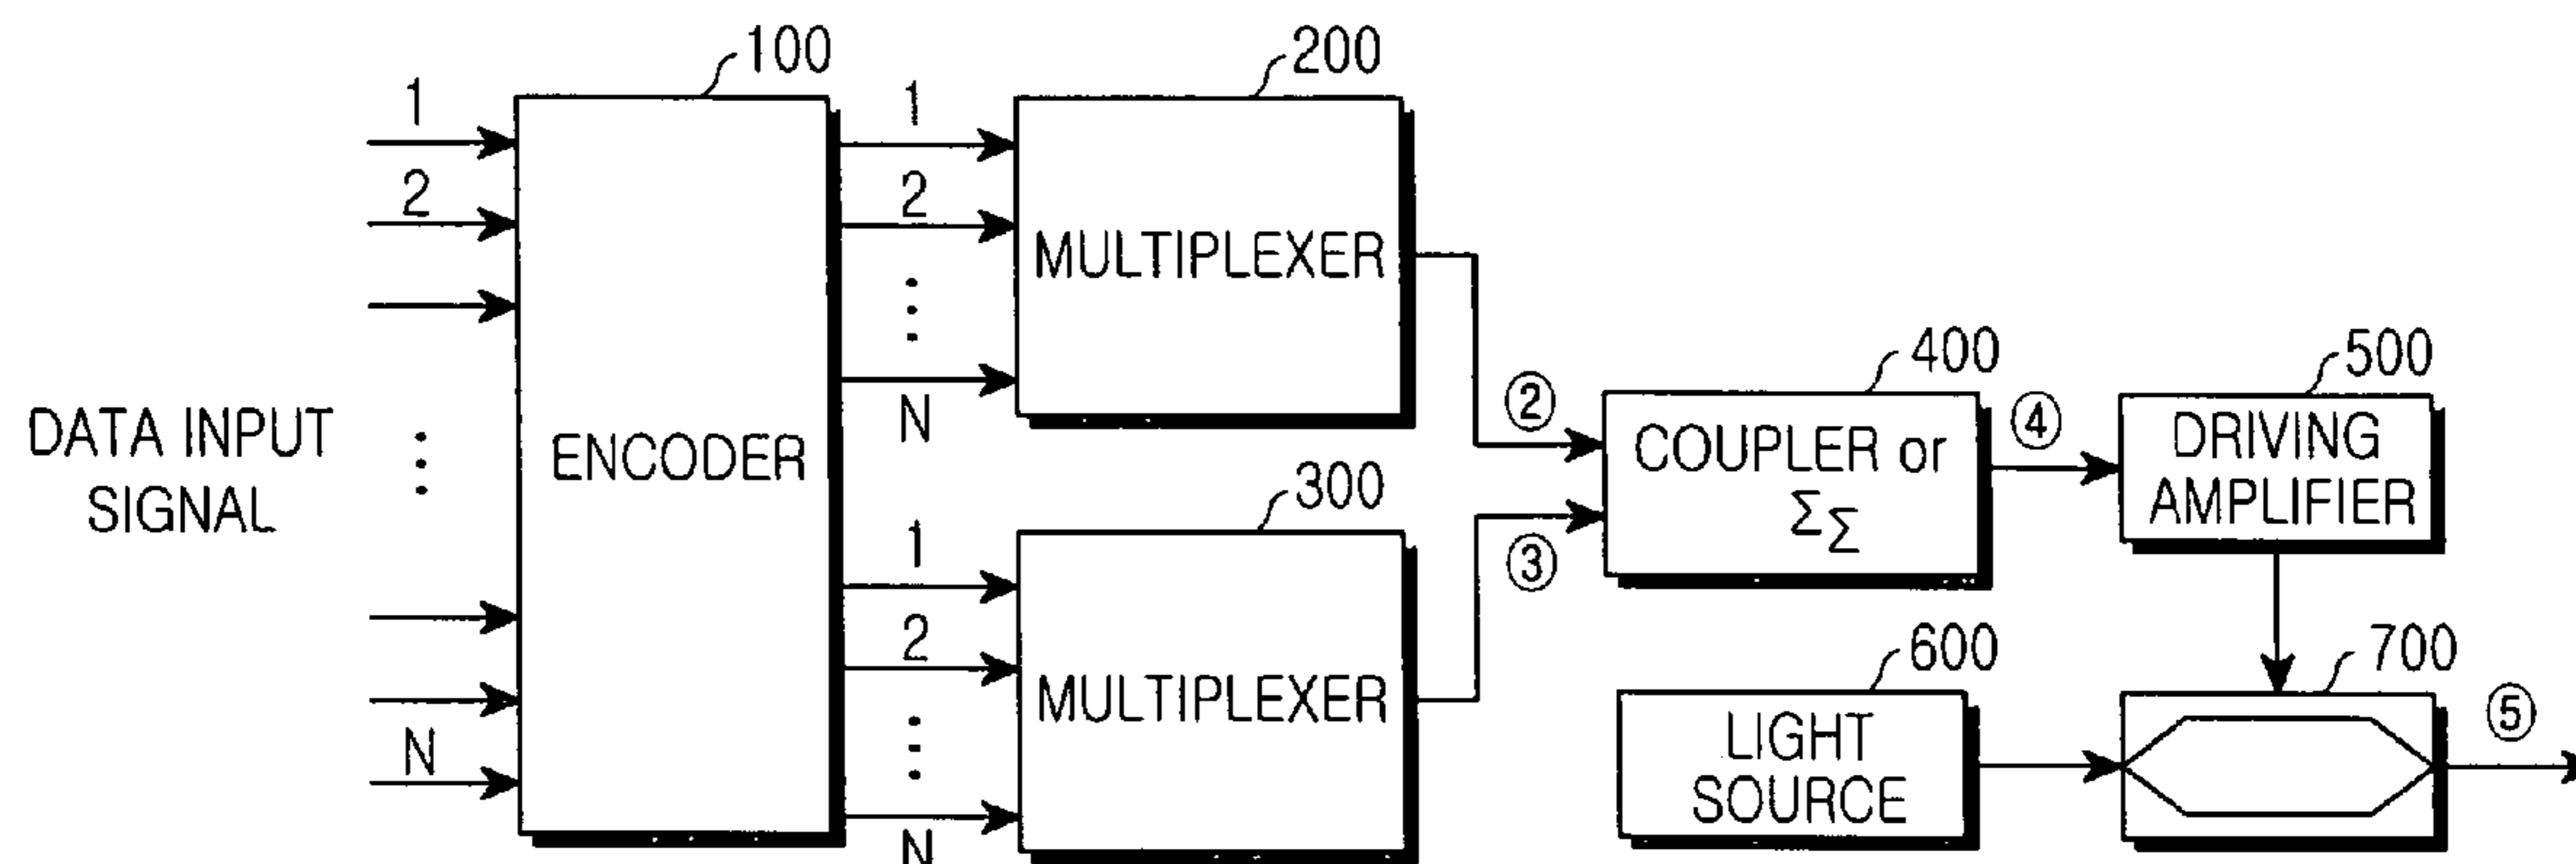 100
200
1
1
2
2
MULTIPLEXER
N
400
500
②
④
DATA INPUT
SIGNAL
ENCODER
COUPLER or
ΣΣ
DRIVING
AMPLIFIER
300
③
1
2
600
700
MULTIPLEXER
⑤
N
LIGHT
SOURCE
N